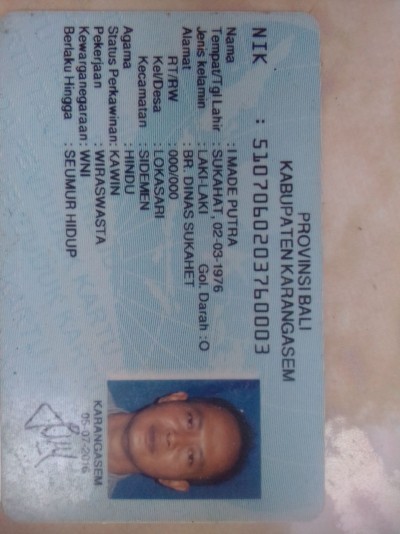 PROVINSI BALI
KABUPATEN KARANGASEM
NIK : 5107060203760003
Nama : I MADE PUTRA
Tempat/Tgl Lahir : SUKAHAT, 02-03-1976
Jenis kelamin : LAKI-LAKI Gol. Darah : O
Alamat : BR. DINAS SUKAHET
RT/RW : 000/000
Kel/Desa : LOKASARI
Kecamatan : SIDEMEN
Agama : HINDU
Status Perkawinan: KAWIN
Pekerjaan : WIRASWASTA
Kewarganegaraan: WNI
Berlaku Hingga : SEUMUR HIDUP
KARANGASEM
05-07-2016